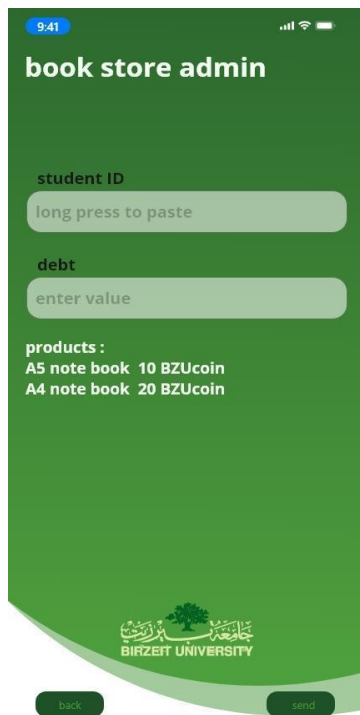 9:41
book store admin
student ID
long press to paste
debt
enter value
products :
A5 note book 10 BZUcoin
A4 note book 20 BZUcoin
جامعة بيرزيت
BIRZEIT UNIVERSITY
back
send